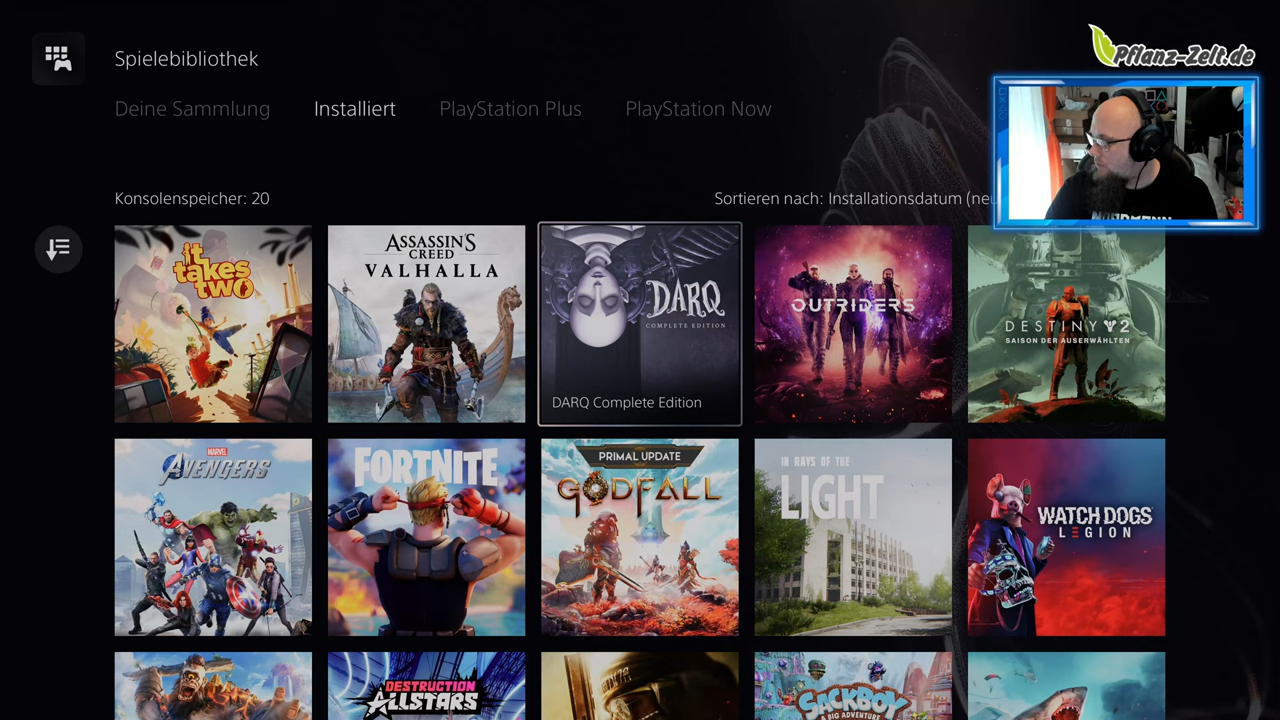 Spielebibliothek
Pflanz-Zelt.de
Deine Sammlung
Installiert
PlayStation Plus
PlayStation Now
Konsolenspeicher: 20
Sortieren nach: Installationsdatum (neu
it
takes
two
ASSASSIN'S
CREED
VALHALLA
DARQ
COMPLETE EDITION
DARQ Complete Edition
OUTRIDERS
DESTINY 2
SAISON DER AUSERWÄHLTEN
MARVEL
AVENGERS
FORTNITE
PRIMAL UPDATE
GODFALL
IN RAYS OF THE
LIGHT
WATCH DOGS
LEGION
DESTRUCTION
ALLSTARS
SACKBOY
A BIG ADVENTURE